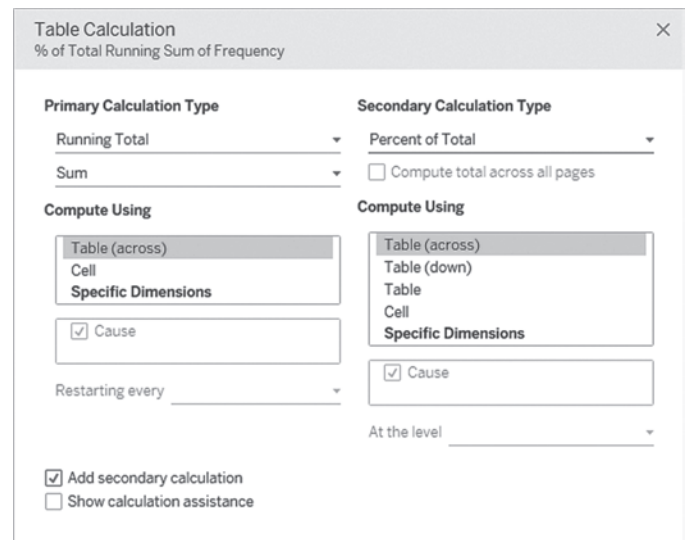 Table Calculation
% of Total Running Sum of Frequency
Primary Calculation Type
Running Total
Sum
Compute Using
Table (across)
Cell
Specific Dimensions
Cause
Restarting every
Secondary Calculation Type
Percent of Total
Compute total across all pages
Compute Using
Table (across)
Table (down)
Table
Cell
Specific Dimensions
Cause
At the level
Add secondary calculation
Show calculation assistance